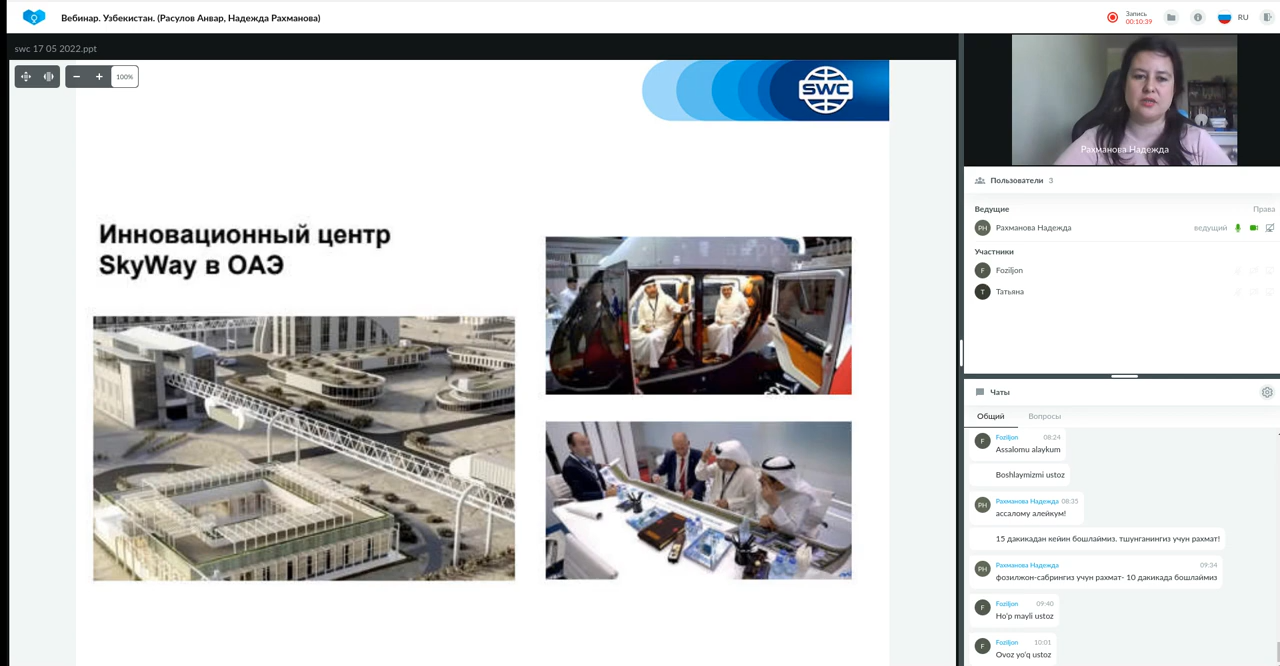 Вебинар. Узбекистан. (Расулов Анвар, Надежда Рахманова)
Запись
00:10:39
RU
swc 17 05 2022.ppt
100%
SWC
Инновационный центр
SkyWay в ОАЭ
Рахманова Надежда
Пользователи 3
Ведущие Права
РН Рахманова Надежда ведущий
Участники
F Foziljon
Т Татьяна
Чаты
Общий Вопросы
F Foziljon 08:24
Assalomu alaykum
Boshlaymizmi ustoz
РН Рахманова Надежда 08:35
ассалому алейкум!
15 дакикадан кейин бошлаймиз. тшунганингиз учун рахмат!
РН Рахманова Надежда 09:34
фозилжон-сабрингиз учун рахмат- 10 дакикада бошлаймиз
F Foziljon 09:40
Ho'p mayli ustoz
F Foziljon 10:01
Ovoz yo'q ustoz